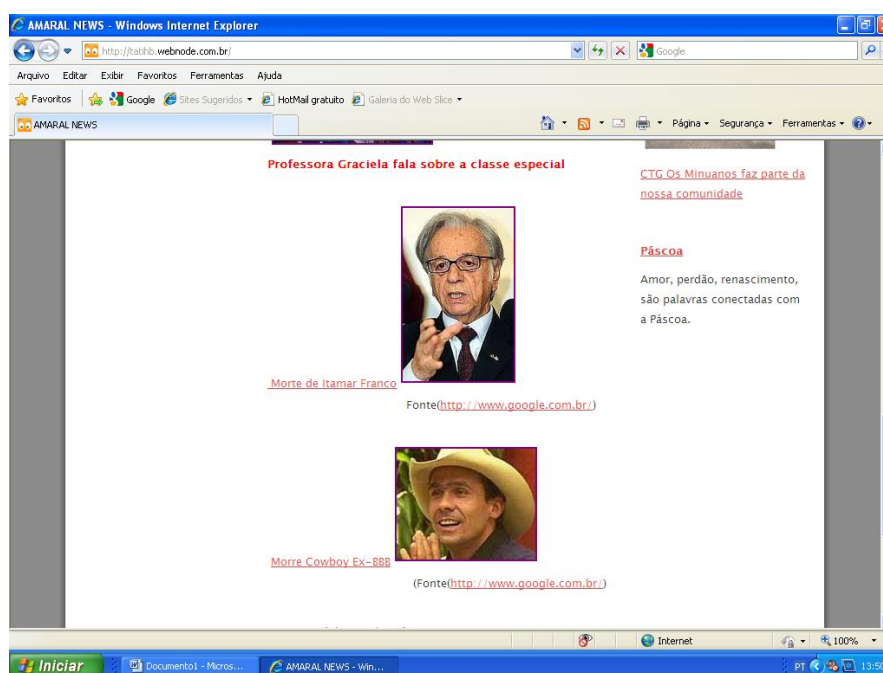 AMARAL NEWS - Windows Internet Explorer
http://tatihb.webnode.com.br/
Google
Arquivo Editar Exibir Favoritos Ferramentas Ajuda
Favoritos Google Sites Sugeridos HotMail gratuito Galeria do Web Slice
AMARAL NEWS
Página Segurança Ferramentas
Professora Graciela fala sobre a classe especial
CTG Os Minuanos faz parte da
nossa comunidade
Páscoa
Amor, perdão, renascimento,
são palavras conectadas com
a Páscoa.
Morte de Itamar Franco
Fonte(http://www.google.com.br/)
Morre Cowboy Ex-BBB
(Fonte(http://www.google.com.br/)
Internet 100%
Iniciar Documento1 - Micros... AMARAL NEWS - Win... PT 13:50